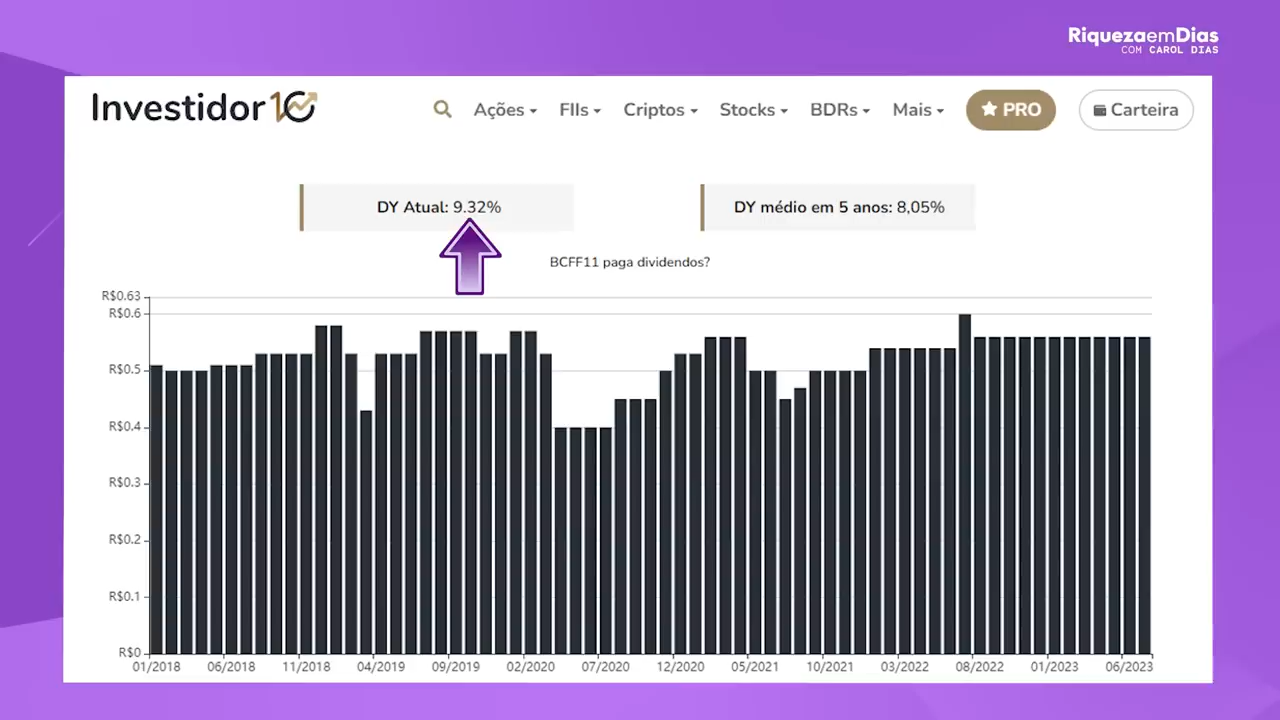 RiquezaemDias
COM CAROL DIAS
Investidor10
Ações
FIIs
Criptos
Stocks
BDRs
Mais
PRO
Carteira
DY Atual: 9.32%
DY médio em 5 anos: 8,05%
BCFF11 paga dividendos?
R$0.63
R$0.6
R$0.5
R$0.4
R$0.3
R$0.2
R$0.1
R$0
01/2018 06/2018 11/2018 04/2019 09/2019 02/2020 07/2020 12/2020 05/2021 10/2021 03/2022 08/2022 01/2023 06/2023